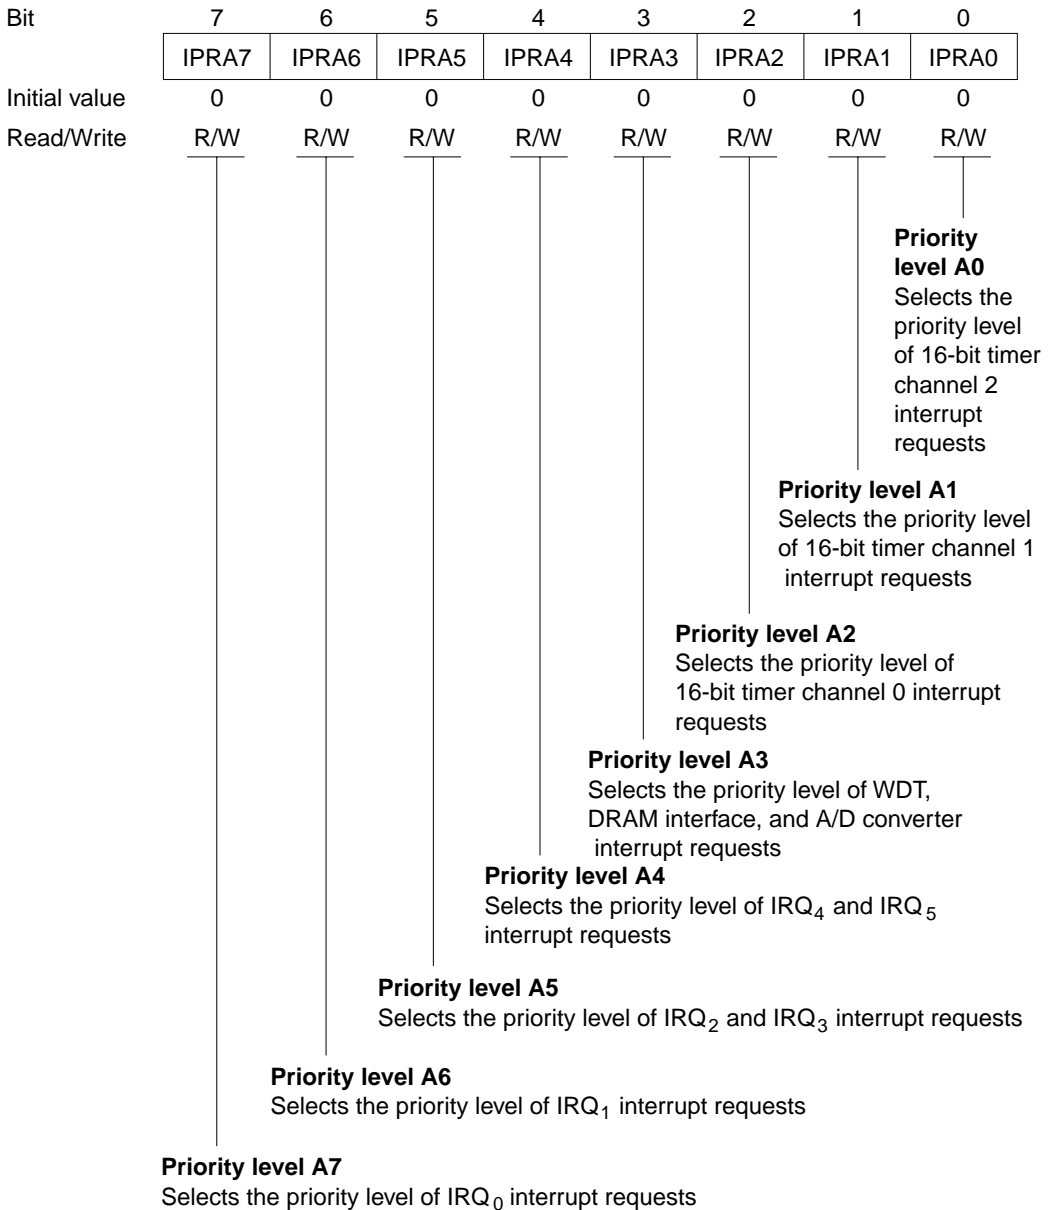 Bit 7 6 5 4 3 2 1 0
IPRA7 IPRA6 IPRA5 IPRA4 IPRA3 IPRA2 IPRA1 IPRA0
Initial value 0 0 0 0 0 0 0 0
Read/Write R/W R/W R/W R/W R/W R/W R/W R/W
Priority
level A0
Selects the
priority level
of 16-bit timer
channel 2
interrupt
requests
Priority level A1
Selects the priority level
of 16-bit timer channel 1
interrupt requests
Priority level A2
Selects the priority level of
16-bit timer channel 0 interrupt
requests
Priority level A3
Selects the priority level of WDT,
DRAM interface, and A/D converter
interrupt requests
Priority level A4
Selects the priority level of IRQ4 and IRQ5
interrupt requests
Priority level A5
Selects the priority level of IRQ2 and IRQ3 interrupt requests
Priority level A6
Selects the priority level of IRQ1 interrupt requests
Priority level A7
Selects the priority level of IRQ0 interrupt requests